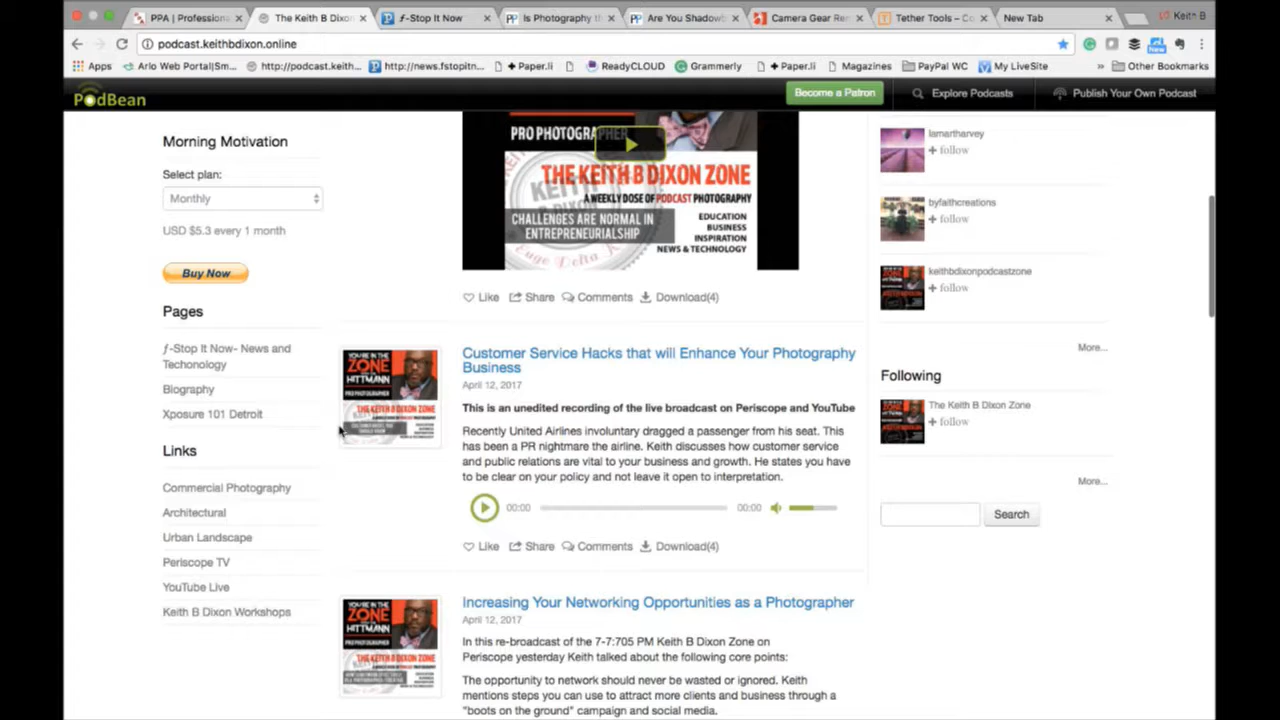 PPA | Profession
The Keith B Dixon
ƒ-Stop It Now
Is Photography th
Are You Shadow
Camera Gear Re
Tether Tools – Co
New Tab
Keith B
podcast.keithbdixon.online
Apps
Arlo Web Portal|Sm...
http://podcast.keith...
http://news.fstopitn...
Paper.li
ReadyCLOUD
Grammerly
Paper.li
Magazines
PayPal WC
My LiveSite
» Other Bookmarks
PodBean
Become a Patron
Explore Podcasts
Publish Your Own Podcast
Morning Motivation
Select plan:
Monthly
USD $5.3 every 1 month
Buy Now
Pages
ƒ-Stop It Now- News and
Techonology
Biography
Xposure 101 Detroit
Links
Commercial Photography
Architectural
Urban Landscape
Periscope TV
YouTube Live
Keith B Dixon Workshops
PRO PHOTOGRAPHER
THE KEITH B DIXON ZONE
A WEEKLY DOSE OF PODCAST PHOTOGRAPHY
CHALLENGES ARE NORMAL IN
ENTREPRENEURIALSHIP
EDUCATION
BUSINESS
INSPIRATION
NEWS & TECHNOLOGY
Like Share Comments Download(4)
YOU'RE IN THE
ZONE
WITH THE
HITTMANN
PRO PHOTOGRAPHER
THE KEITH B DIXON ZONE
Customer Service Hacks that will Enhance Your Photography
Business
April 12, 2017
This is an unedited recording of the live broadcast on Periscope and YouTube
Recently United Airlines involuntary dragged a passenger from his seat. This
has been a PR nightmare the airline. Keith discusses how customer service
and public relations are vital to your business and growth. He states you have
to be clear on your policy and not leave it open to interpretation.
00:00 00:00
Like Share Comments Download(4)
YOU'RE IN THE
ZONE
WITH THE
HITTMANN
PRO PHOTOGRAPHER
THE KEITH B DIXON ZONE
Increasing Your Networking Opportunities as a Photographer
April 12, 2017
In this re-broadcast of the 7-7:705 PM Keith B Dixon Zone on
Periscope yesterday Keith talked about the following core points:
The opportunity to network should never be wasted or ignored. Keith
mentions steps you can use to attract more clients and business through a
"boots on the ground" campaign and social media.
lamartharvey
+ follow
byfaithcreations
+ follow
keithbdixonpodcastzone
+ follow
More...
Following
The Keith B Dixon Zone
+ follow
More...
Search